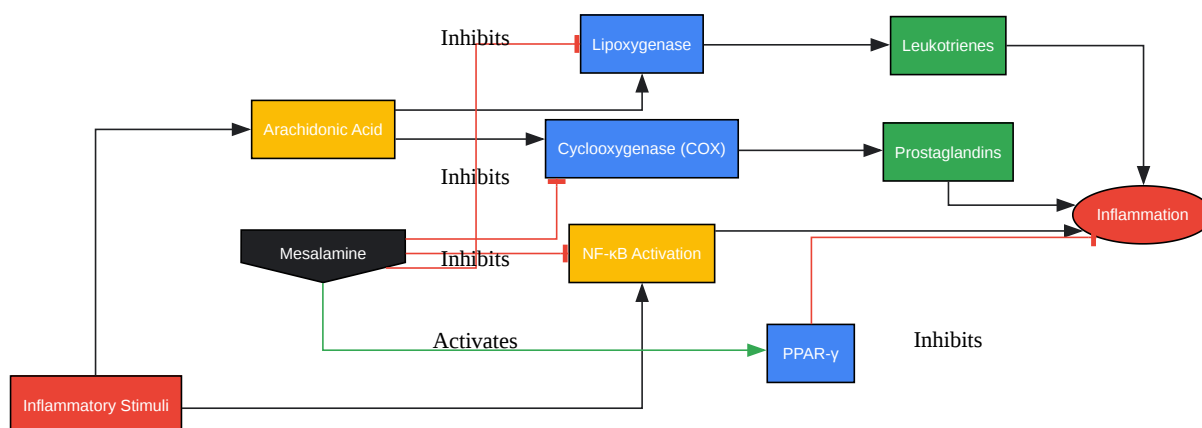 Inhibits
Lipoxygenase
Leukotrienes
Arachidonic Acid
Cyclooxygenase (COX)
Prostaglandins
Inhibits
Inflammation
Mesalamine
Inhibits
NF-κB Activation
Activates
PPAR-γ
Inhibits
Inflammatory Stimuli